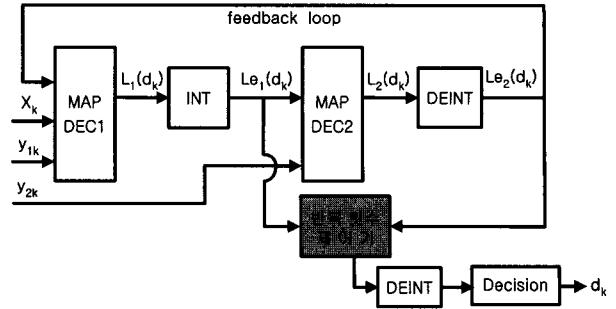 feedback loop
L₁(dₖ)
Le₁(dₖ)
L₂(dₖ)
Le₂(dₖ)
MAP
DEC1
INT
MAP
DEC2
DEINT
Xₖ
y₁ₖ
y₂ₖ
DEINT
Decision
dₖ